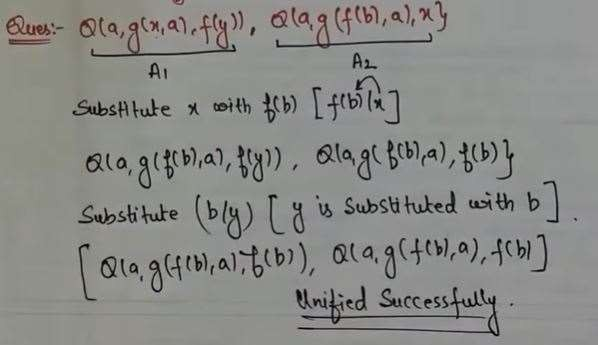 Ques:- Q(a, g(x, a), f(y)), Q(a, g(f(b), a), x}
A1 A2
Substitute x with f(b) [f(b)|x]
Q(a, g(f(b), a), f(y)), Q(a, g(f(b), a), f(b)}
Substitute (b/y) [y is substituted with b].
[Q(a, g(f(b), a), f(b)), Q(a, g(f(b), a), f(b)]
Unified Successfully.